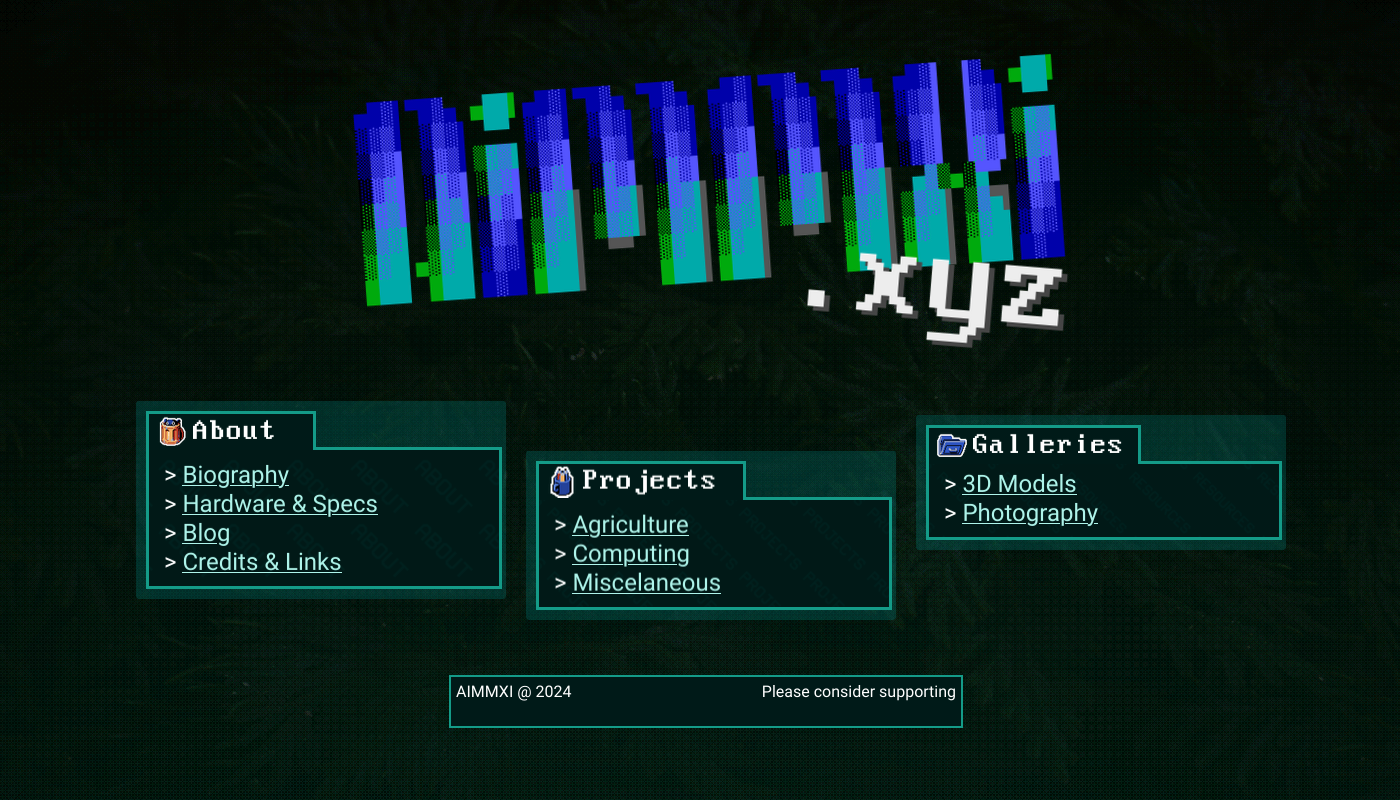 Aimmxi
.xyz
About
> Biography
> Hardware & Specs
> Blog
> Credits & Links
Projects
> Agriculture
> Computing
> Miscelaneous
Galleries
> 3D Models
> Photography
AIMMXI @ 2024
Please consider supporting